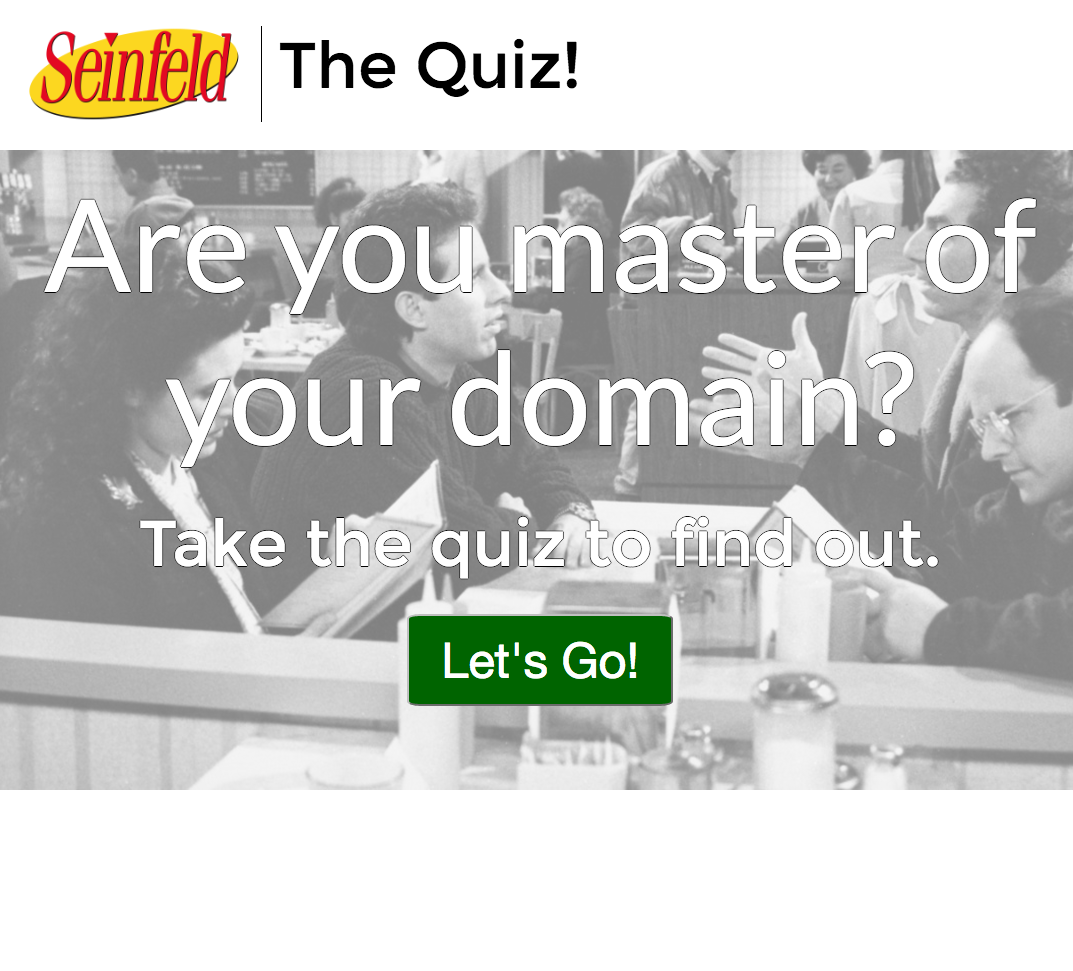 Seinfeld
The Quiz!
Are you master of
your domain?
Take the quiz to find out.
Let's Go!